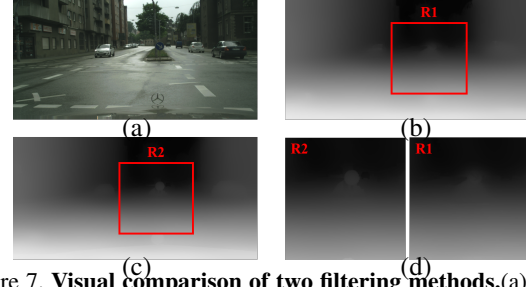 R1
(a)
(b)
R2
R2
R1
(c)
(d)
re 7. Visual comparison of two filtering methods.(a)